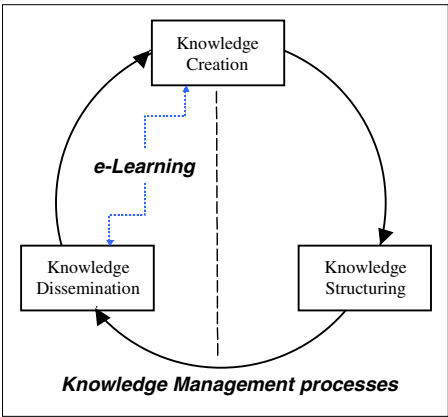 Knowledge
Creation
e-Learning
Knowledge
Dissemination
Knowledge
Structuring
Knowledge Management processes